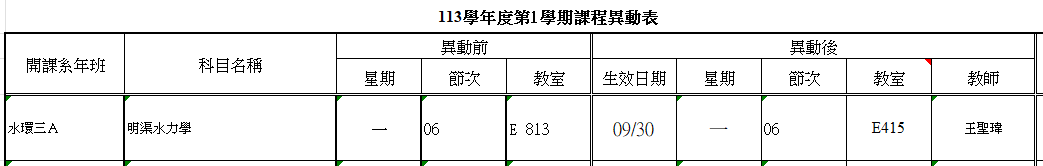 113學年度第1學期課程異動表
開課系年班 科目名稱 異動前 異動後
星期 節次 教室 生效日期 星期 節次 教室 教師
水環三A 明渠水力學 一 06 E 813 09/30 一 06 E415 王聖瑋